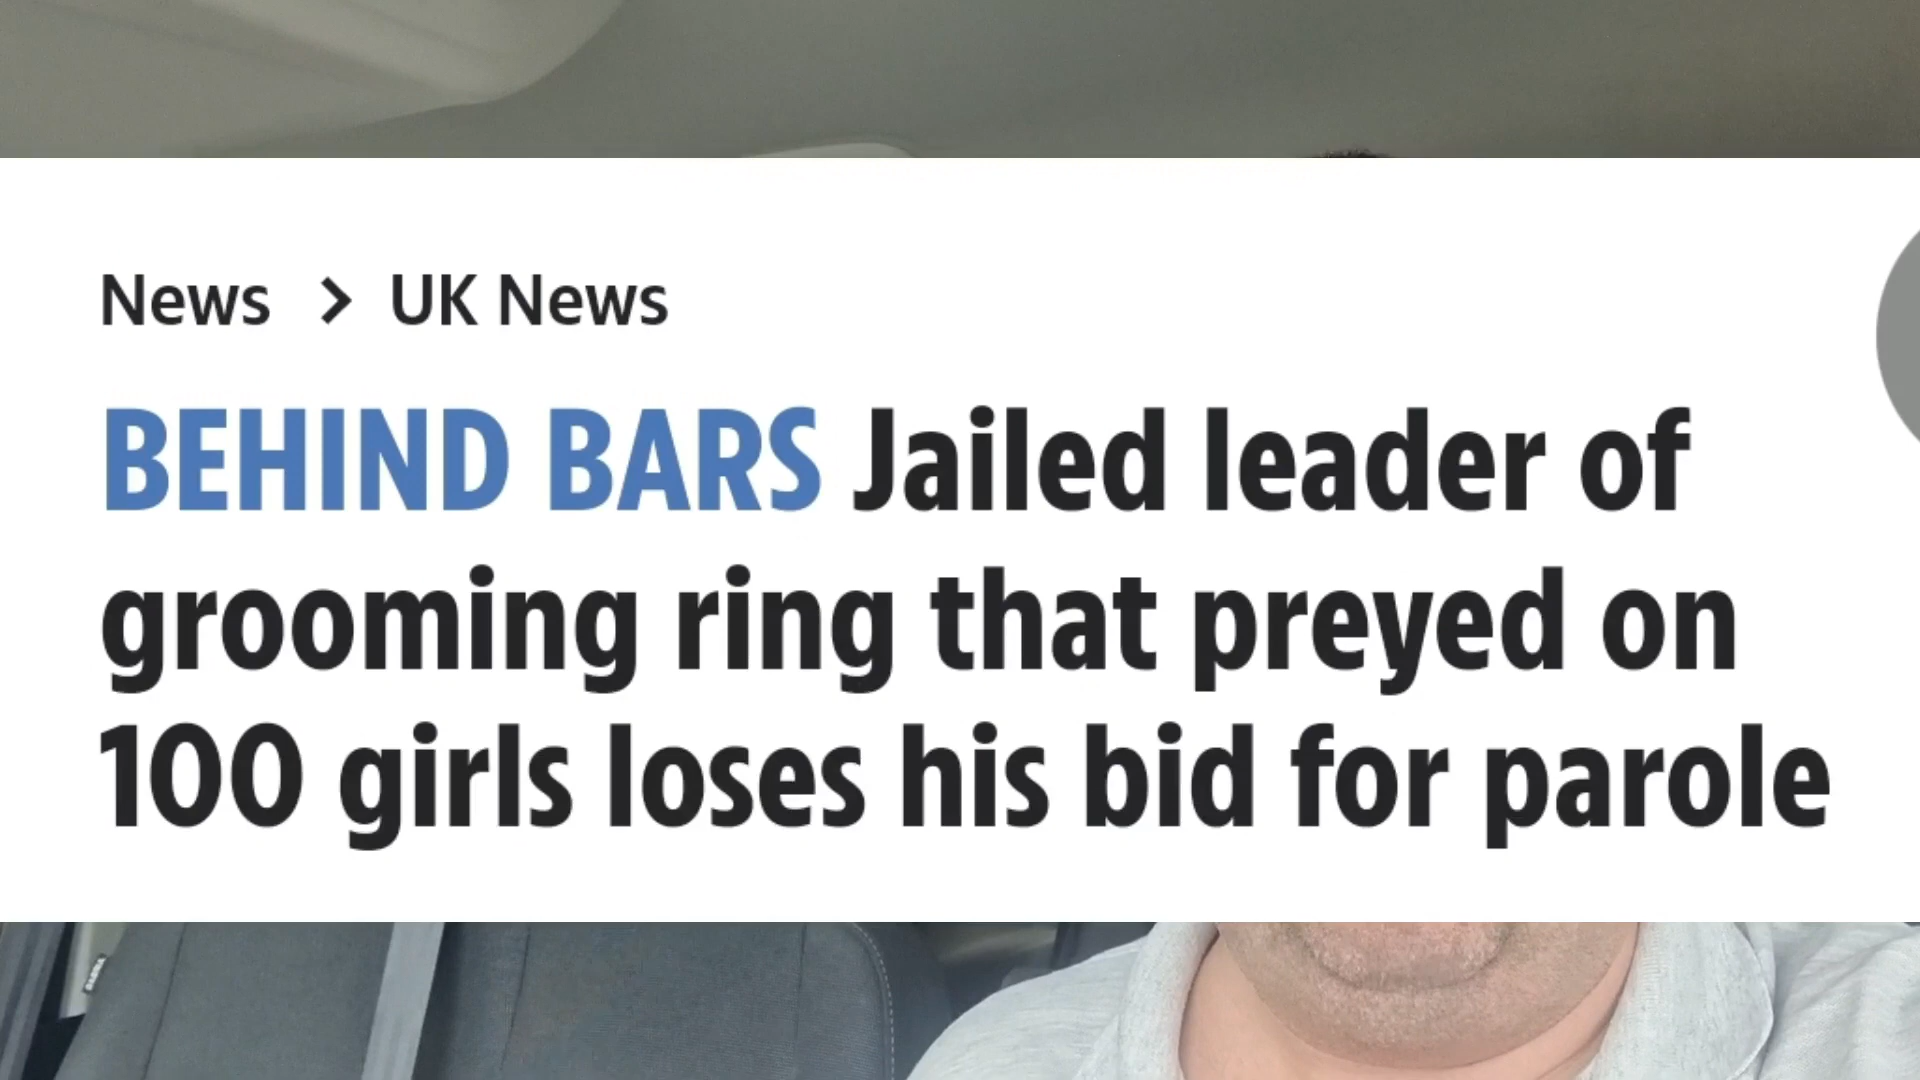 News > UK News
BEHIND BARS Jailed leader of
grooming ring that preyed on
100 girls loses his bid for parole